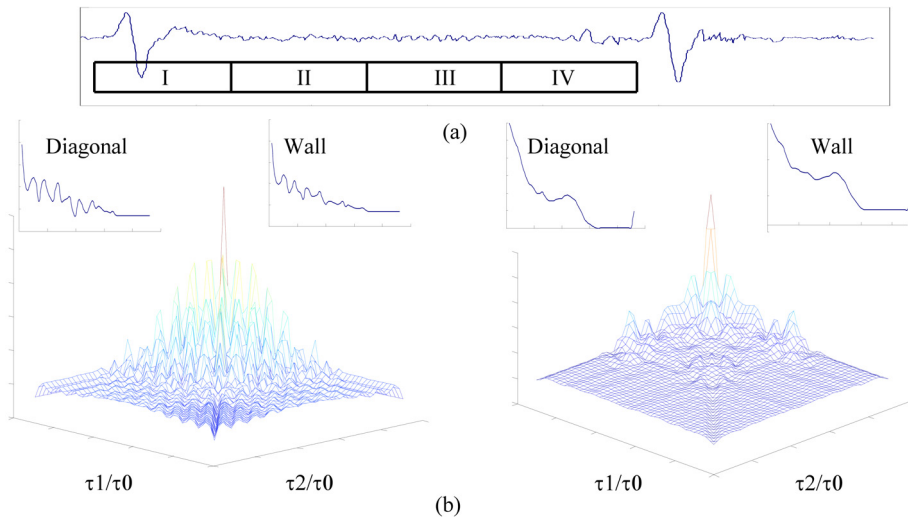 I II III IV
(a)
Diagonal Wall Diagonal Wall
τ1/τ0 τ2/τ0 τ1/τ0 τ2/τ0
(b)